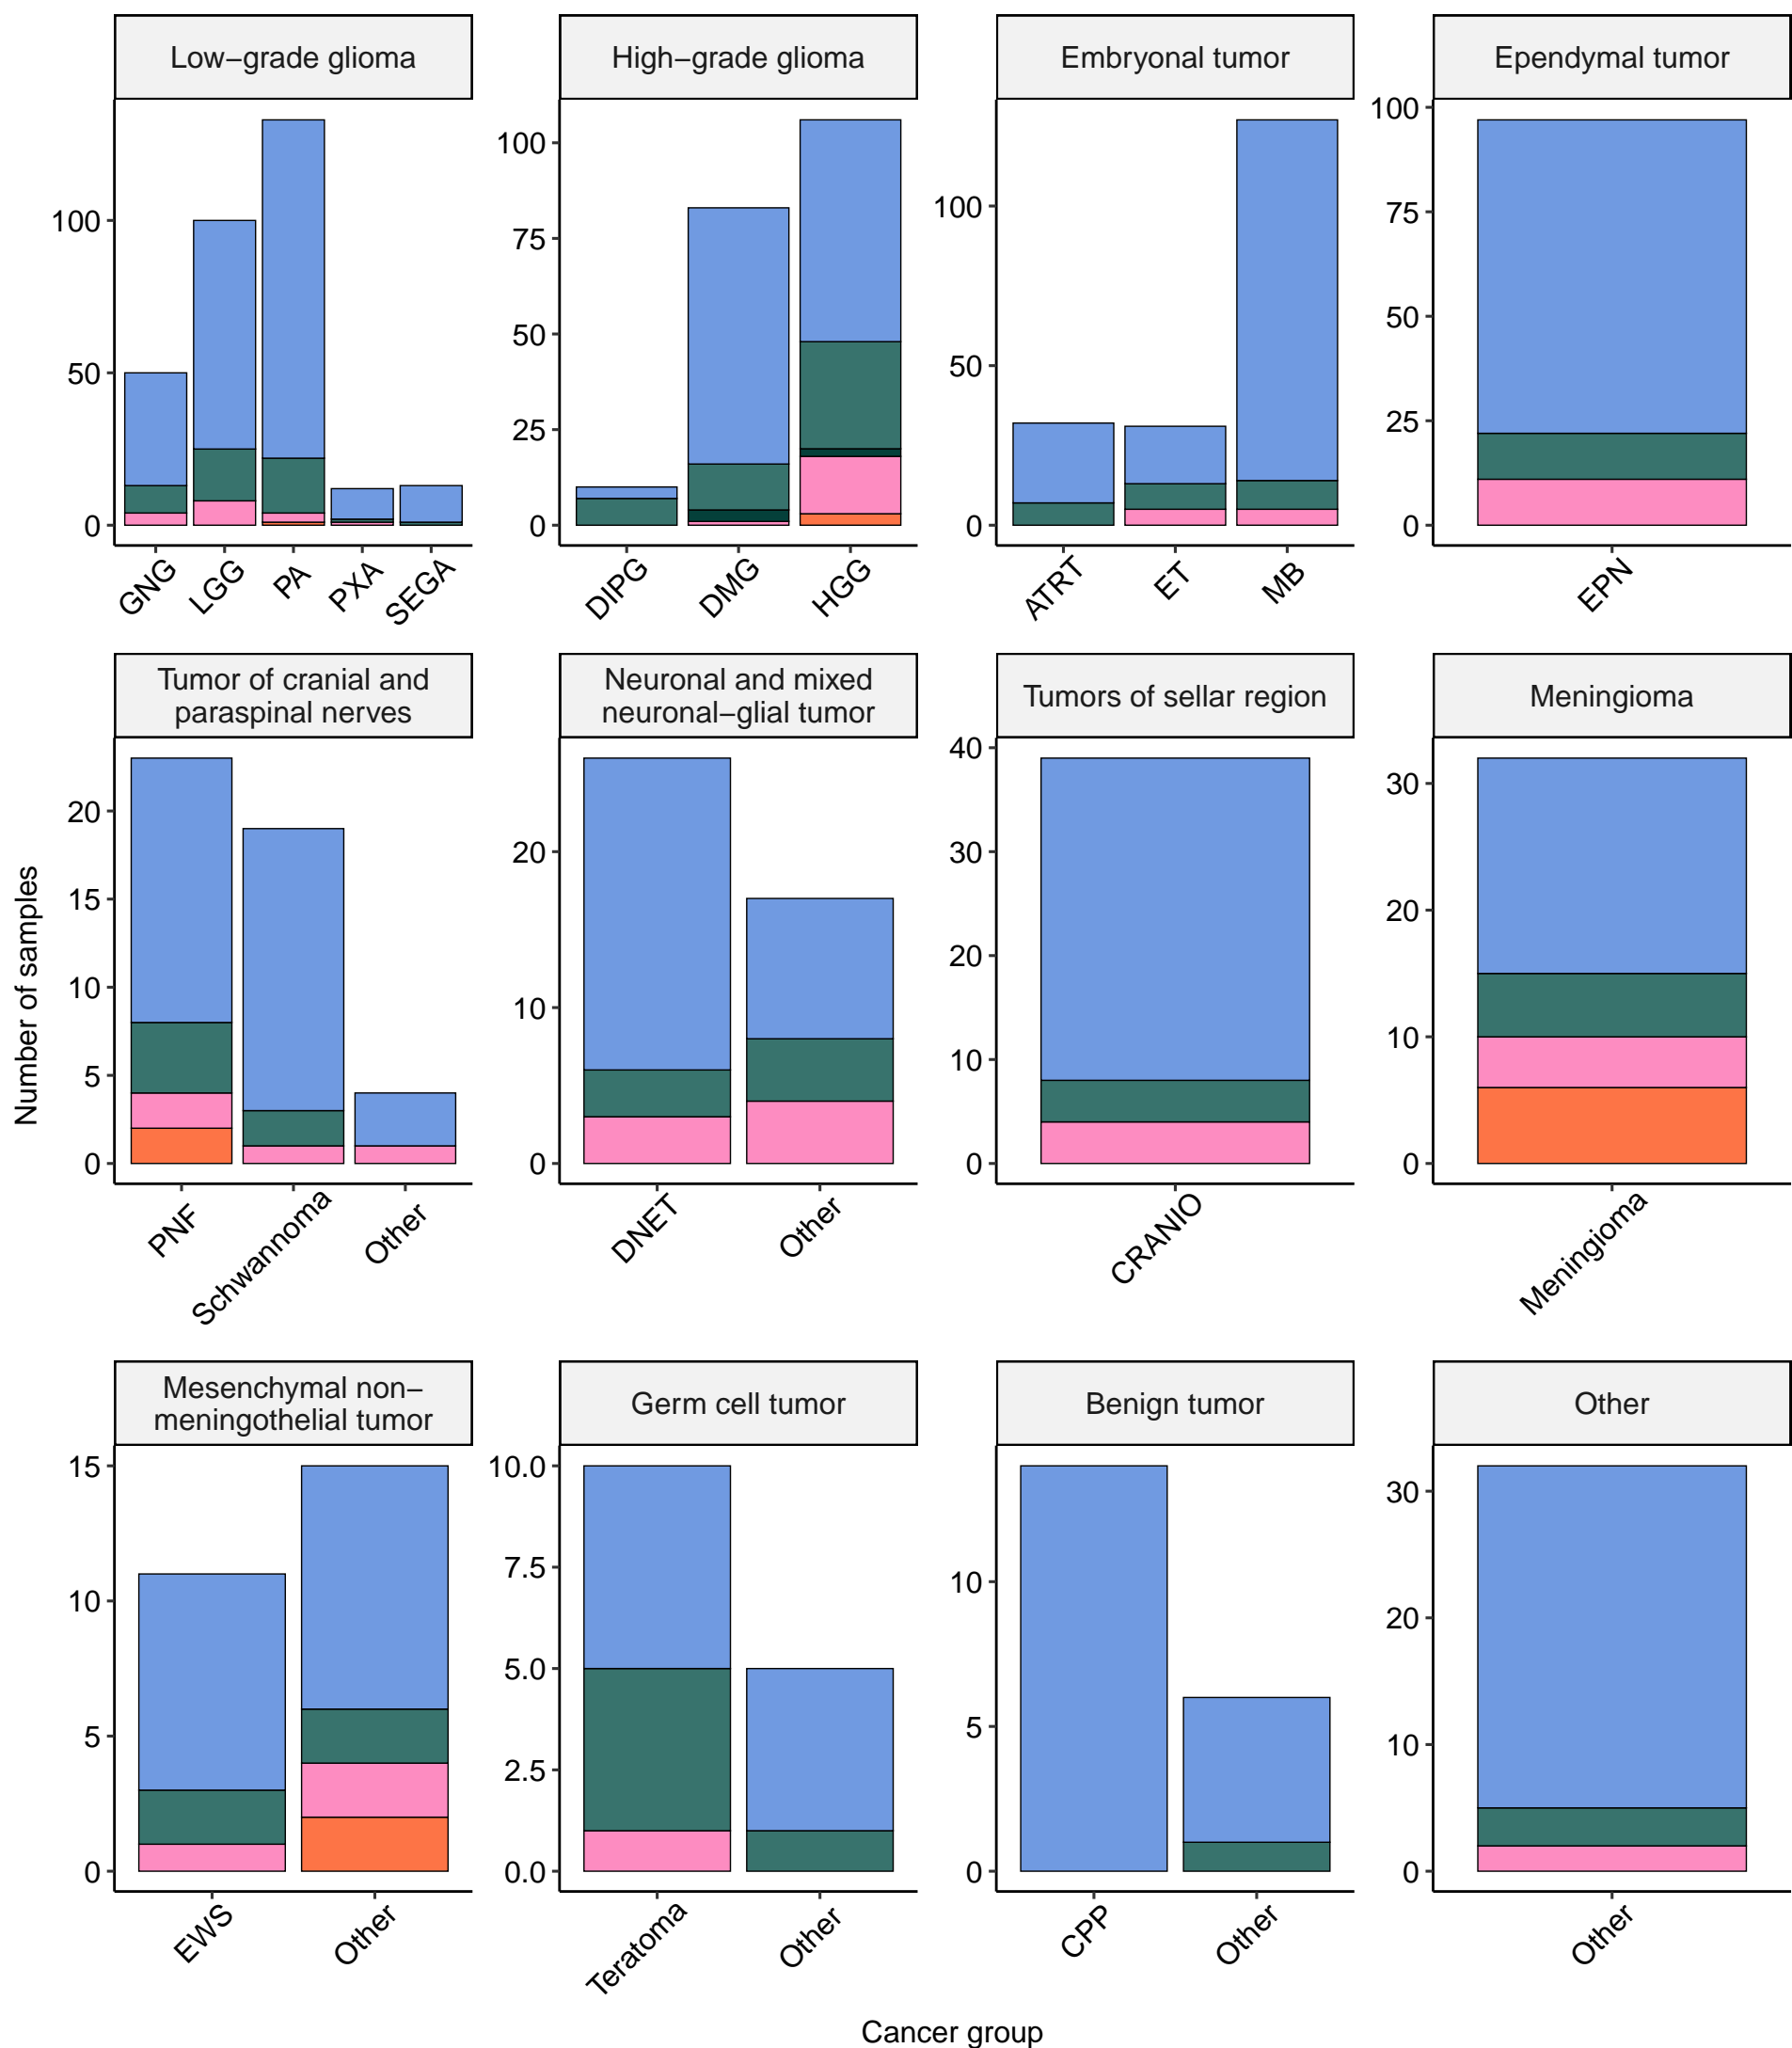 Low−grade glioma
High−grade glioma
Embryonal tumor
Ependymal tumor
100
50
0
GNG
LGG
PA
PXA
SEGA
100
75
50
25
0
DIPG
DMG
HGG
100
50
0
ATRT
ET
MB
100
75
50
25
0
EPN
Number of samples
Tumor of cranial and
paraspinal nerves
Neuronal and mixed
neuronal−glial tumor
Tumors of sellar region
Meningioma
20
15
10
5
0
PNF
Schwannoma
Other
20
10
0
DNET
Other
40
30
20
10
0
CRANIO
30
20
10
0
Meningioma
Mesenchymal non−
meningothelial tumor
Germ cell tumor
Benign tumor
Other
15
10
5
0
EWS
Other
10.0
7.5
5.0
2.5
0.0
Teratoma
Other
10
5
0
CPP
Other
30
20
10
0
Other
Cancer group